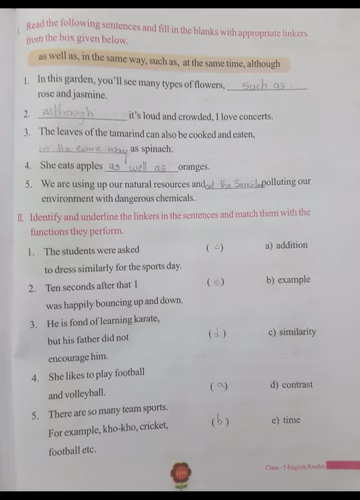 I Read the following sentences and fill in the blanks with appropriate linkers
from the box given below.
as well as, in the same way, such as, at the same time, although
1. In this garden, you'll see many types of flowers, such as
rose and jasmine.
2. Although it's loud and crowded, I love concerts.
3. The leaves of the tamarind can also be cooked and eaten,
in the same way as spinach.
4. She eats apples as well as oranges.
5. We are using up our natural resources and at the same polluting our
environment with dangerous chemicals.
II. Identify and underline the linkers in the sentences and match them with the
functions they perform.
1. The students were asked (c) a) addition
to dress similarly for the sports day.
2. Ten seconds after that I (e) b) example
was happily bouncing up and down.
3. He is fond of learning karate,
but his father did not (d) c) similarity
encourage him.
4. She likes to play football
and volleyball. (a) d) contrast
5. There are so many team sports.
For example, kho-kho, cricket, (b) e) time
football etc.
Class - 5 English Reader